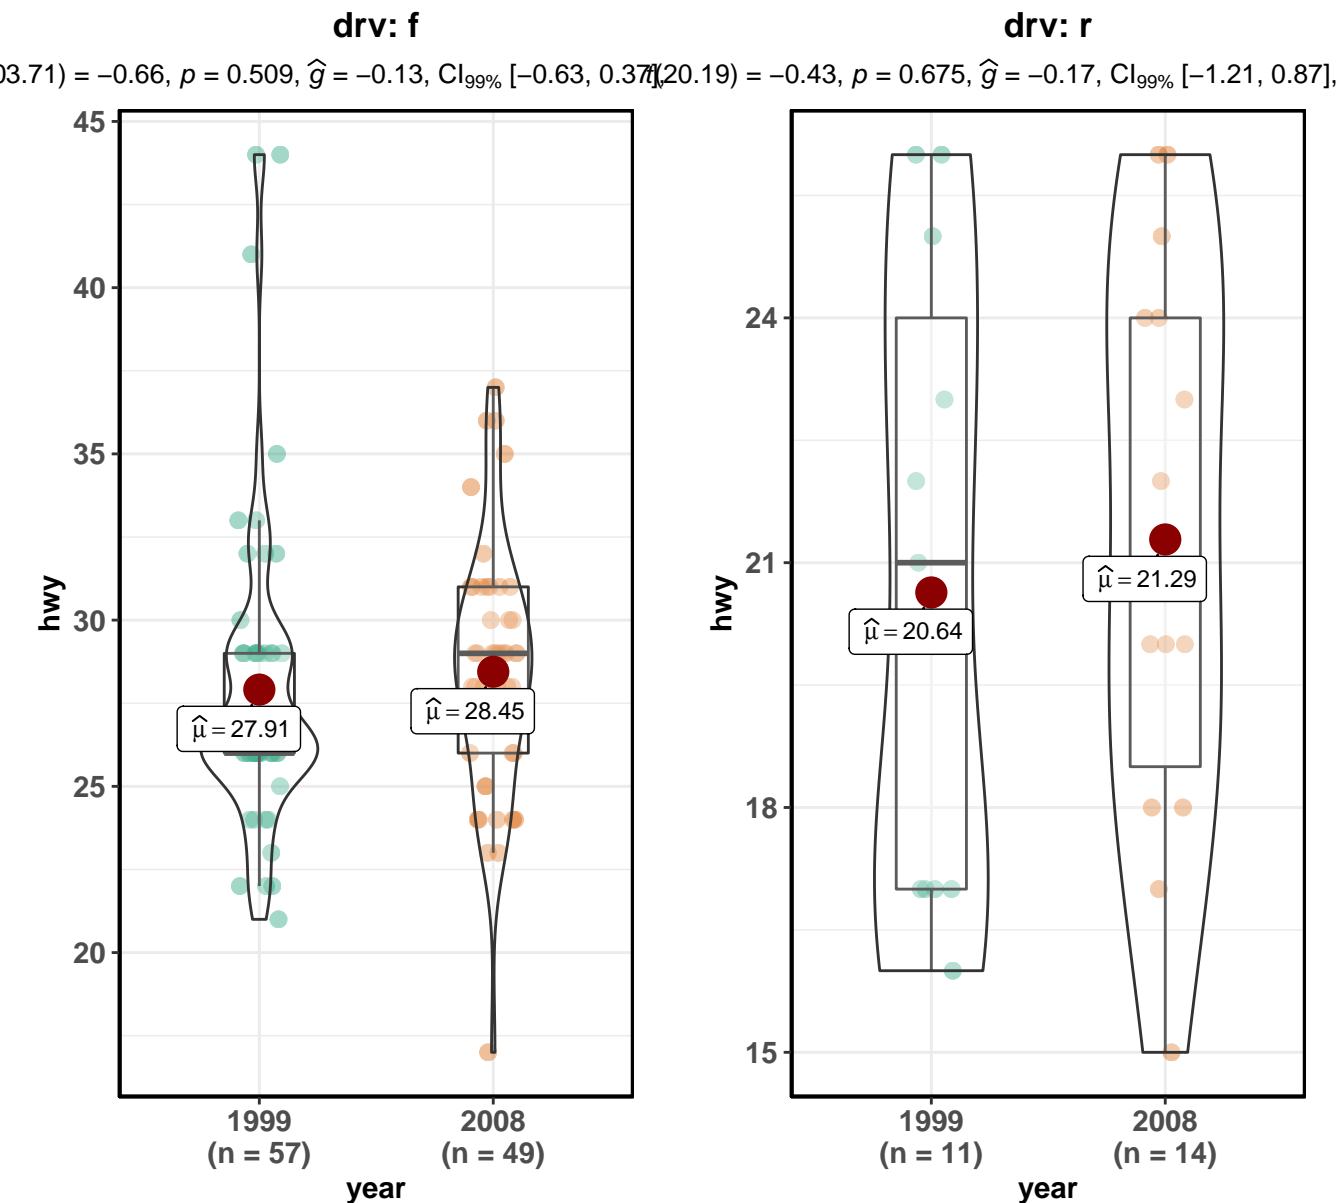 drv: f
03.71) = −0.66, p = 0.509, ĝ = −0.13, CI99% [−0.63, 0.37],
45
40
35
30
25
20
hwy
μ̂ = 27.91
μ̂ = 28.45
1999
(n = 57)
2008
(n = 49)
year
drv: r
t(20.19) = −0.43, p = 0.675, ĝ = −0.17, CI99% [−1.21, 0.87],
24
21
18
15
hwy
μ̂ = 20.64
μ̂ = 21.29
1999
(n = 11)
2008
(n = 14)
year